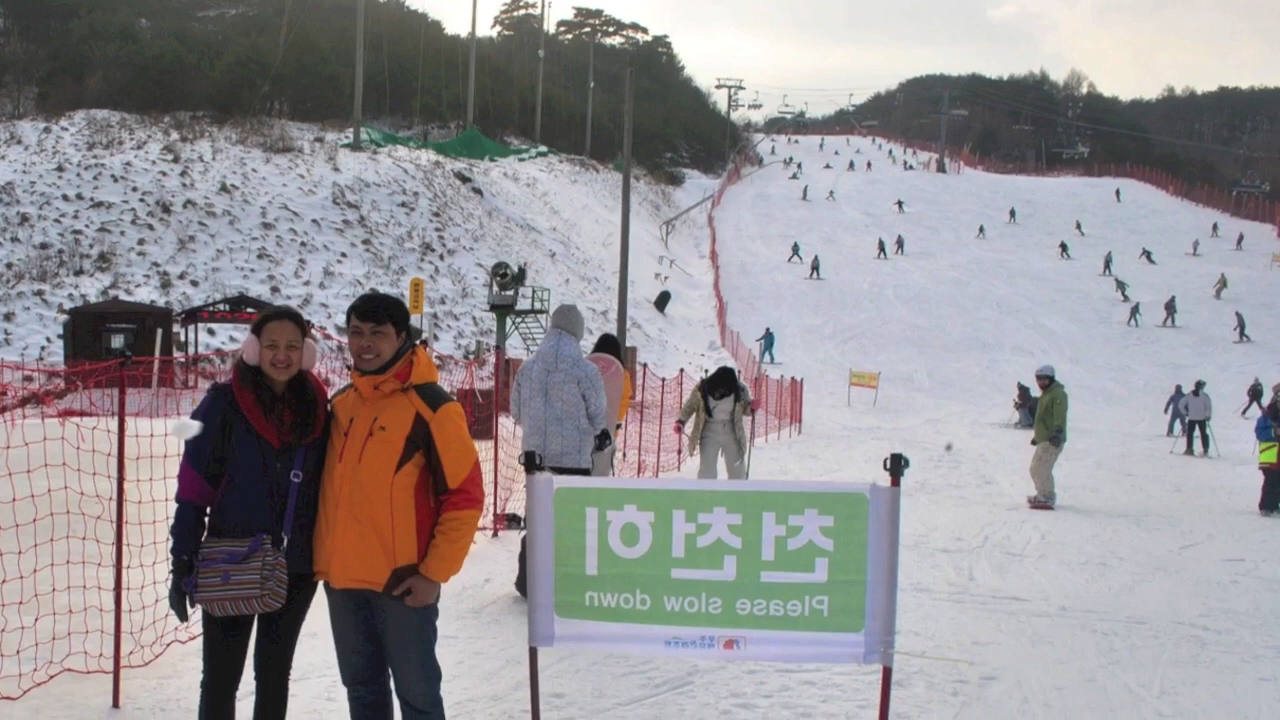 천천히
Please slow down